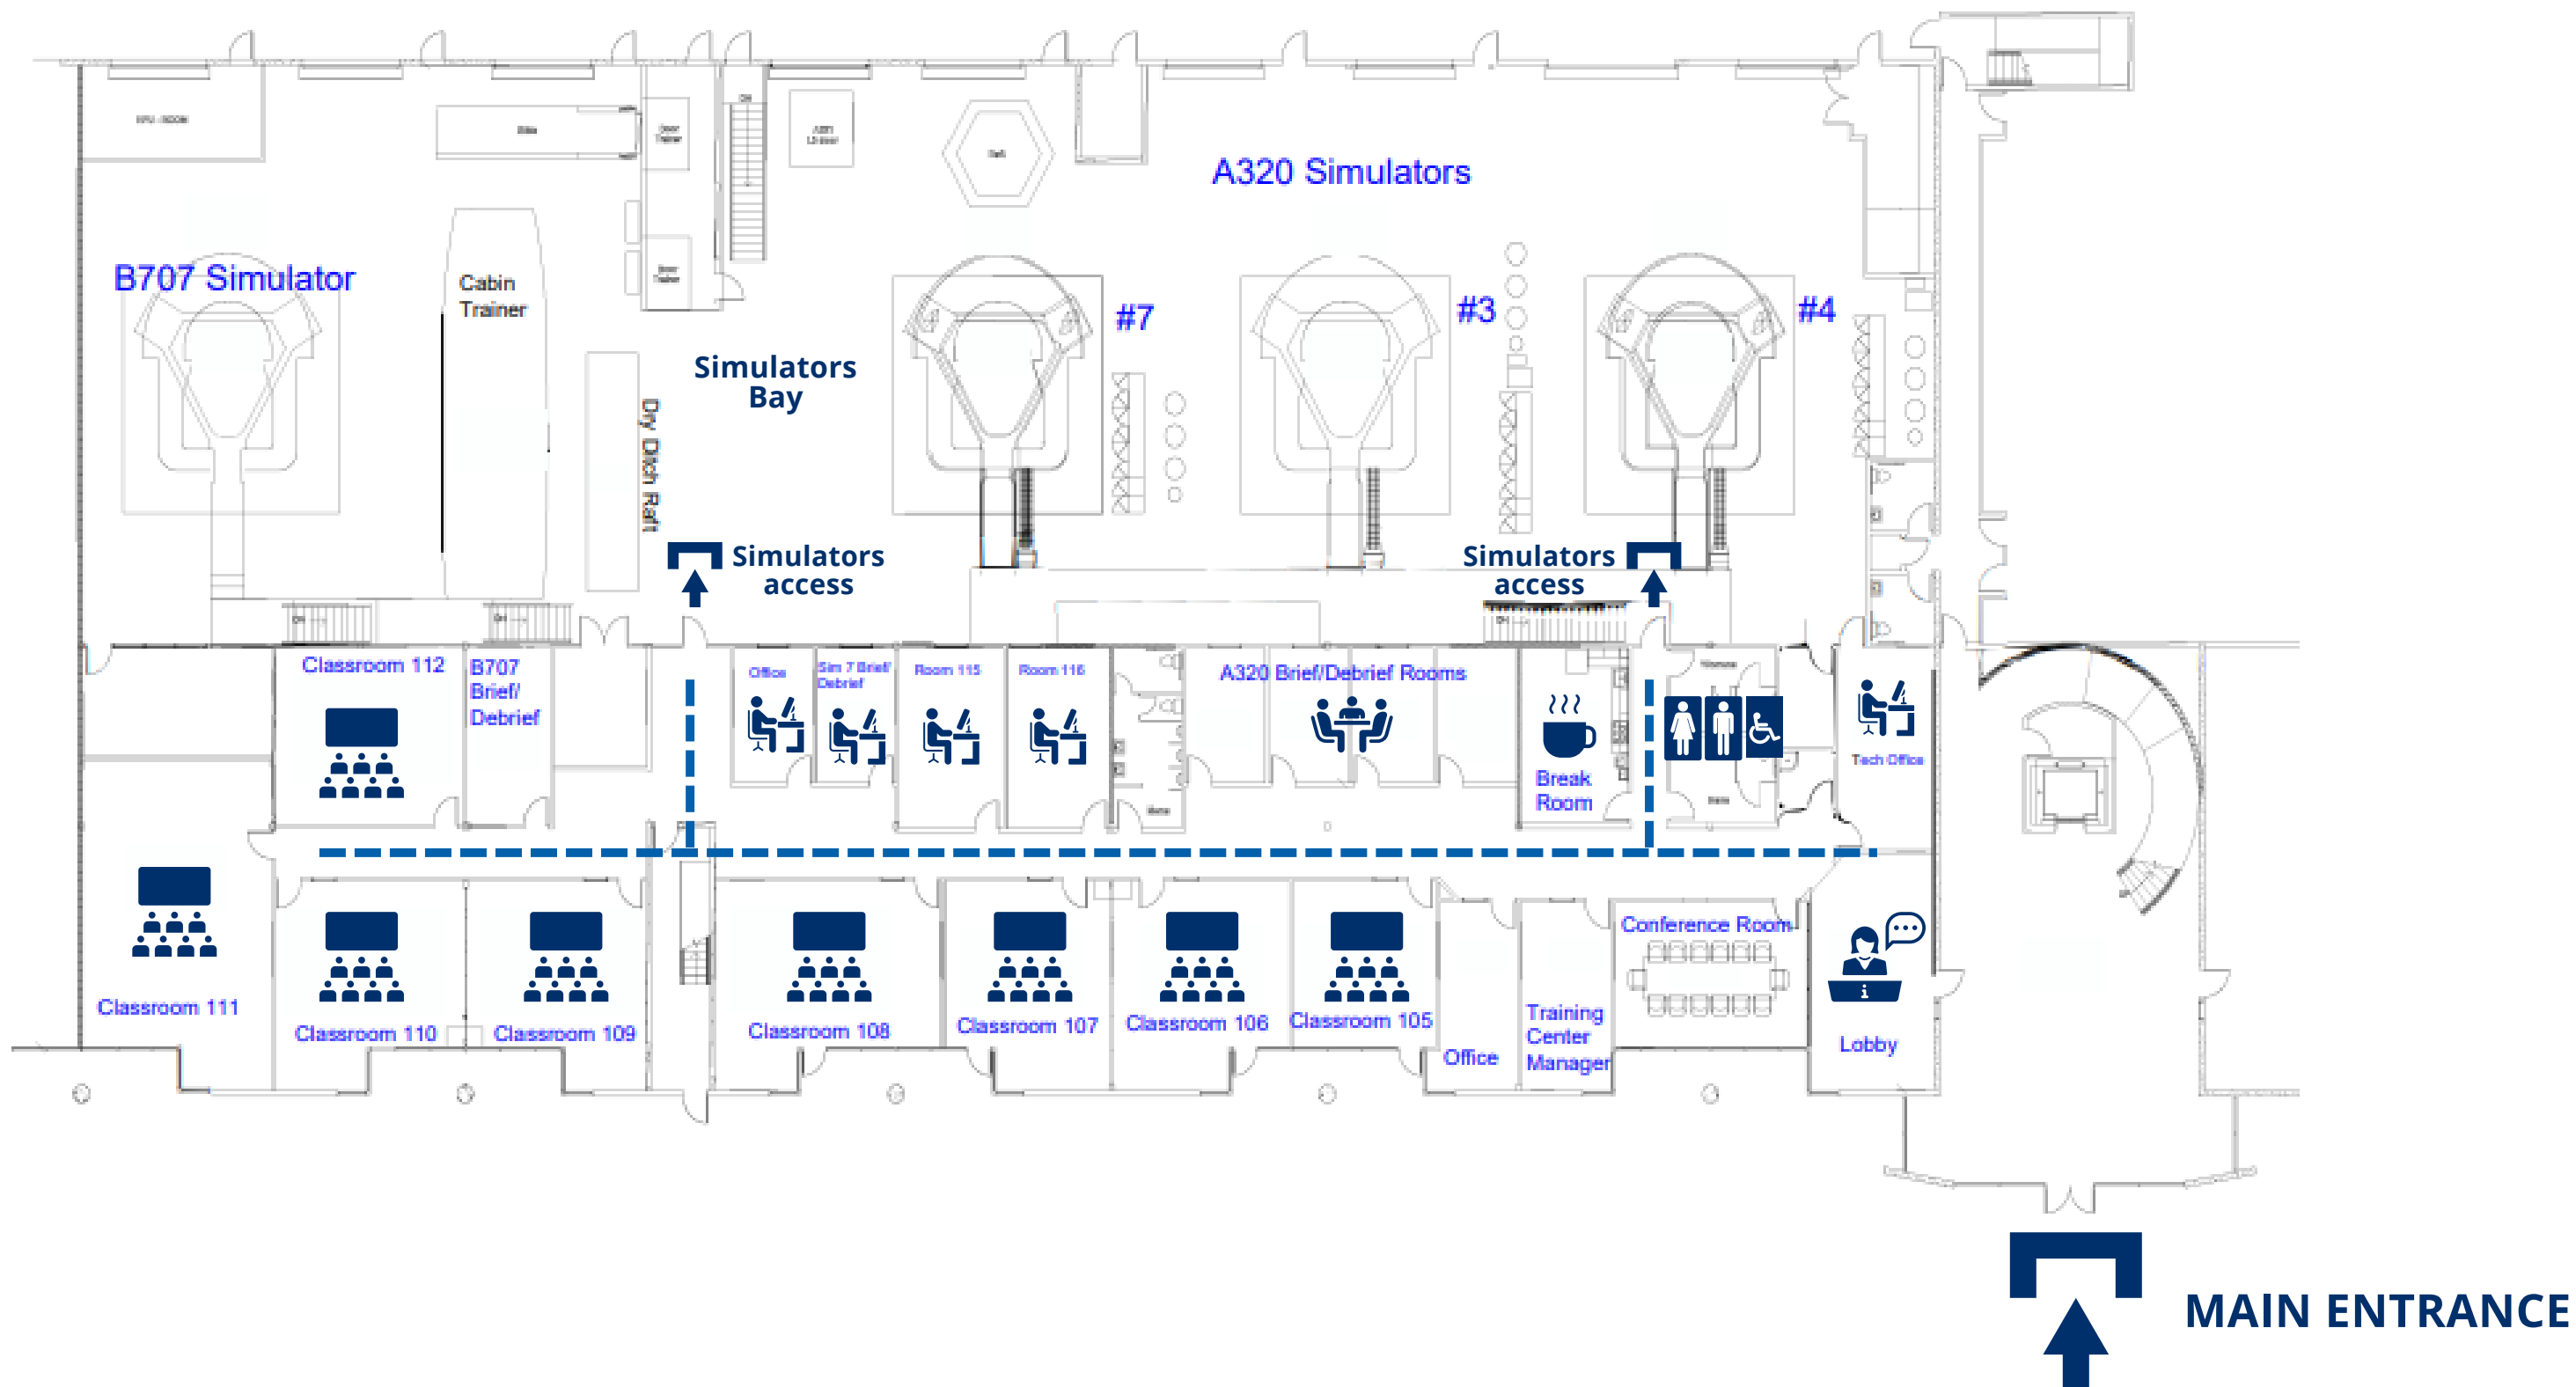 A320 Simulators
B707 Simulator
Cabin
Trainer
#7
#3
#4
Simulators
Bay
Dry Ditch Raft
Simulators
access
Simulators
access
Classroom 112
B707
Brief/
Debrief
Office
Sim 7 Brief/
Debrief
Room 115
Room 116
A320 Brief/Debrief Rooms
Break
Room
Tech Office
Classroom 111
Classroom 110
Classroom 109
Classroom 108
Classroom 107
Classroom 106
Classroom 105
Office
Training
Center
Manager
Conference Room
Lobby
MAIN ENTRANCE